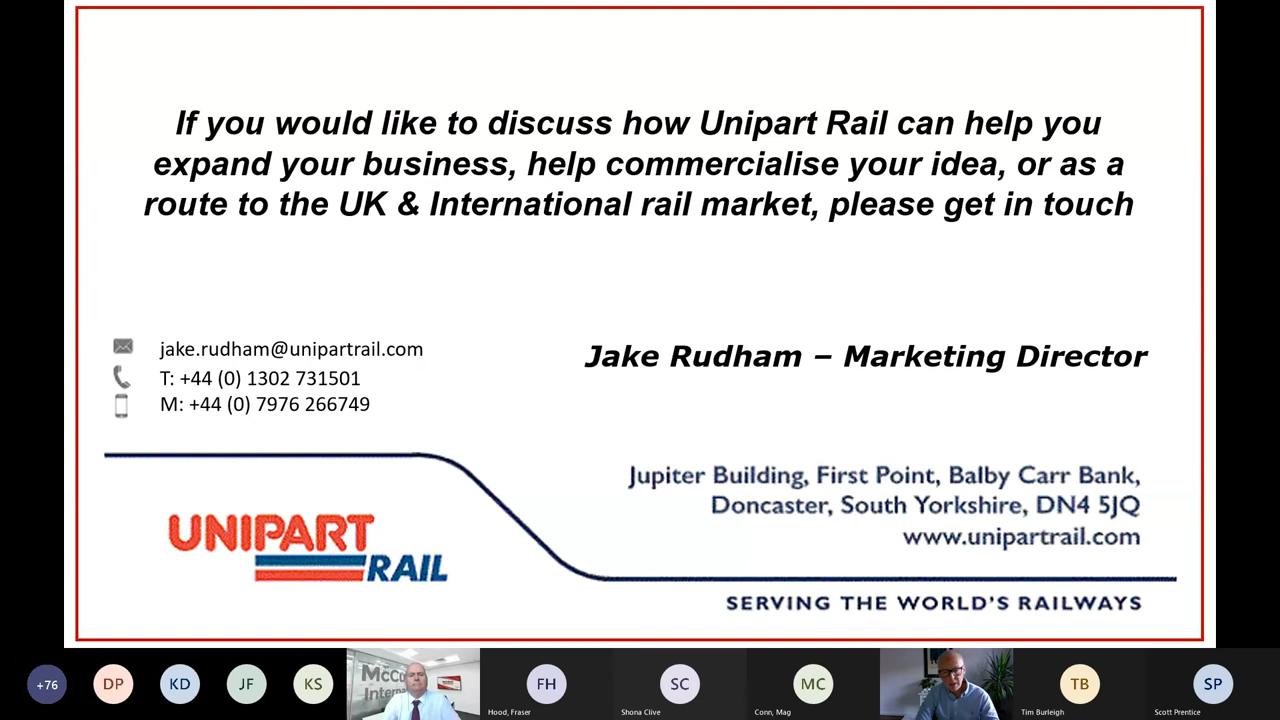 If you would like to discuss how Unipart Rail can help you
expand your business, help commercialise your idea, or as a
route to the UK & International rail market, please get in touch
jake.rudham@unipartrail.com
T: +44 (0) 1302 731501
M: +44 (0) 7976 266749
Jake Rudham – Marketing Director
Jupiter Building, First Point, Balby Carr Bank,
Doncaster, South Yorkshire, DN4 5JQ
www.unipartrail.com
UNIPART
RAIL
SERVING THE WORLD'S RAILWAYS
+76
DP
KD
JF
KS
FH
Hood, Fraser
SC
Shona Clive
MC
Conn, Mag
TB
Tim Burleigh
SP
Scott Prentice